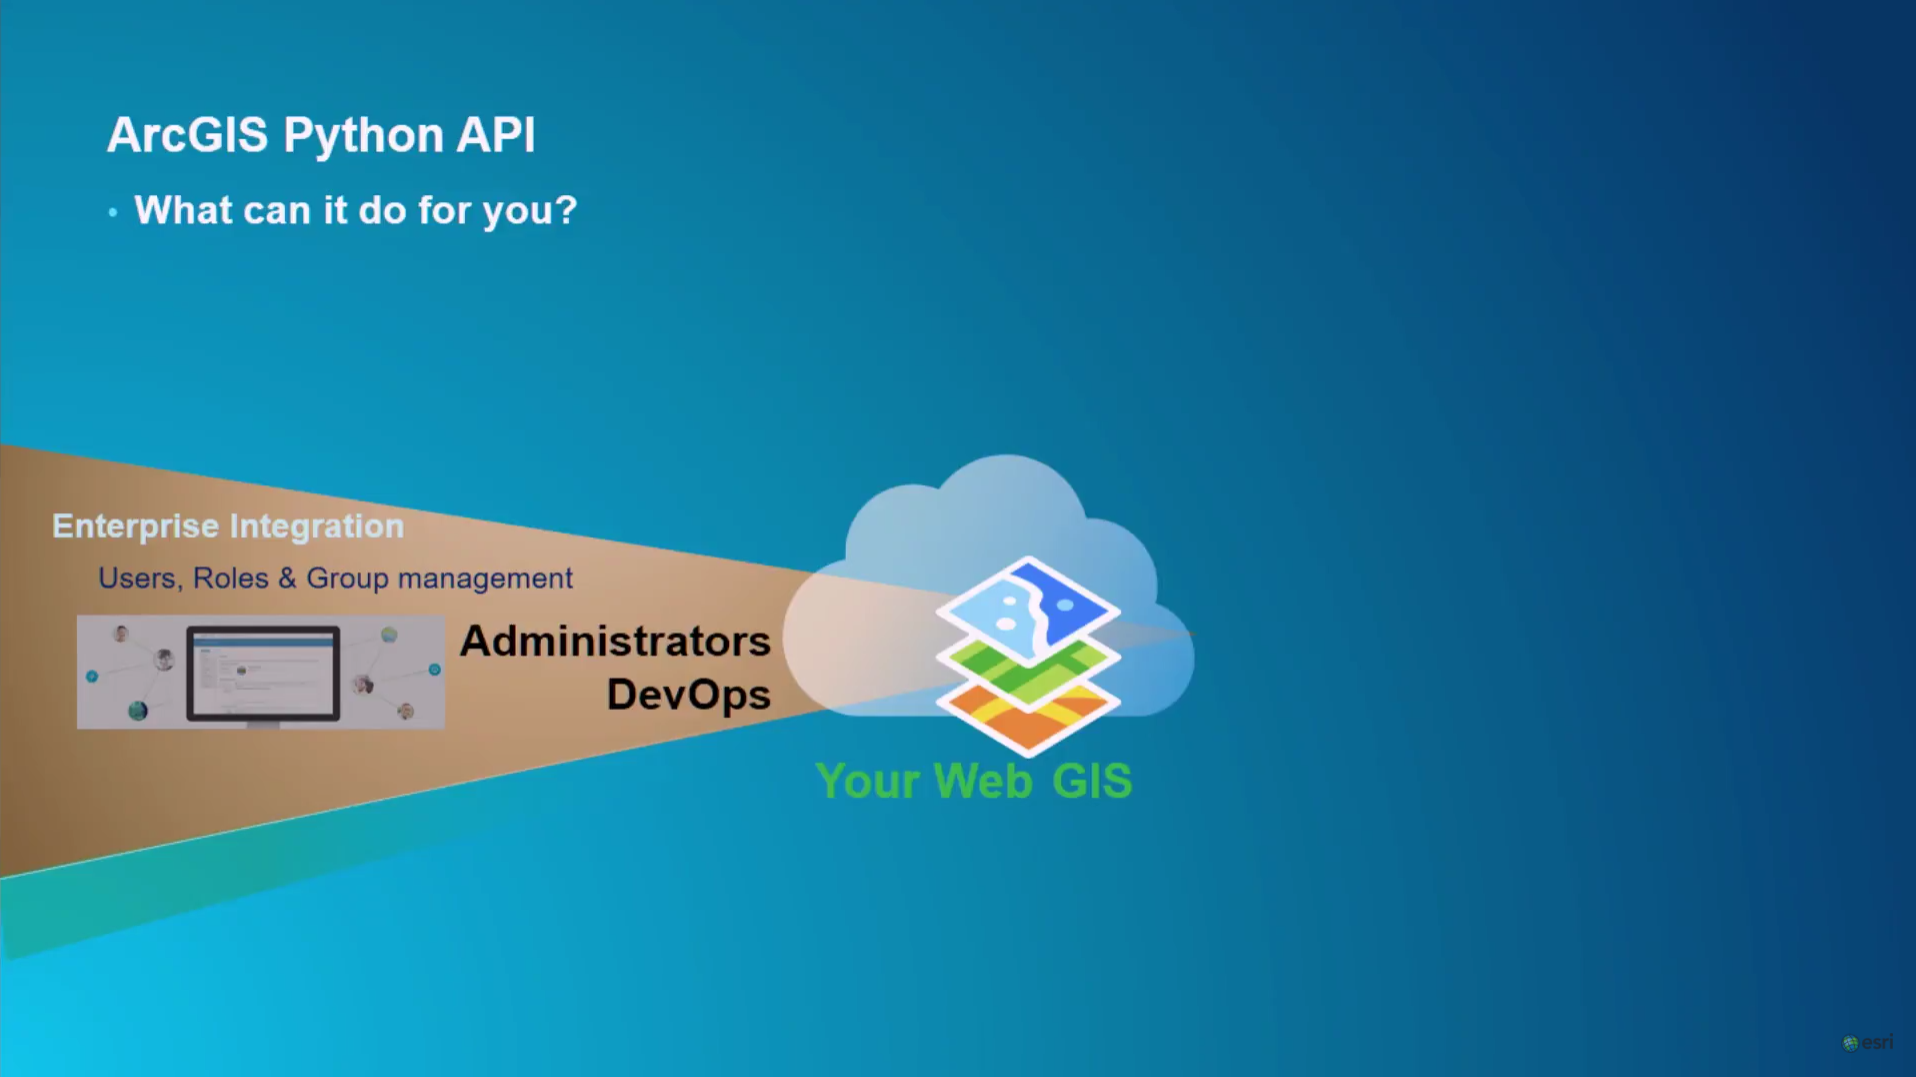 ArcGIS Python API
• What can it do for you?
Enterprise Integration
Users, Roles & Group management
Administrators
DevOps
Your Web GIS
esri